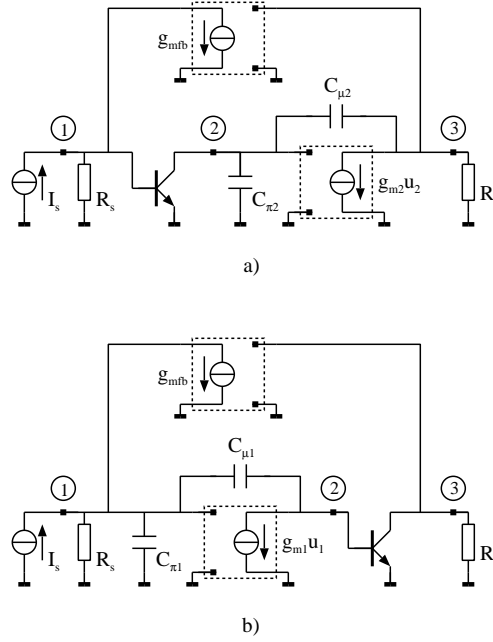 g_mfb
C_μ2
1
2
3
I_s
R_s
C_π2
g_m2u_2
R
a)
g_mfb
C_μ1
1
2
3
I_s
R_s
C_π1
g_m1u_1
R
b)